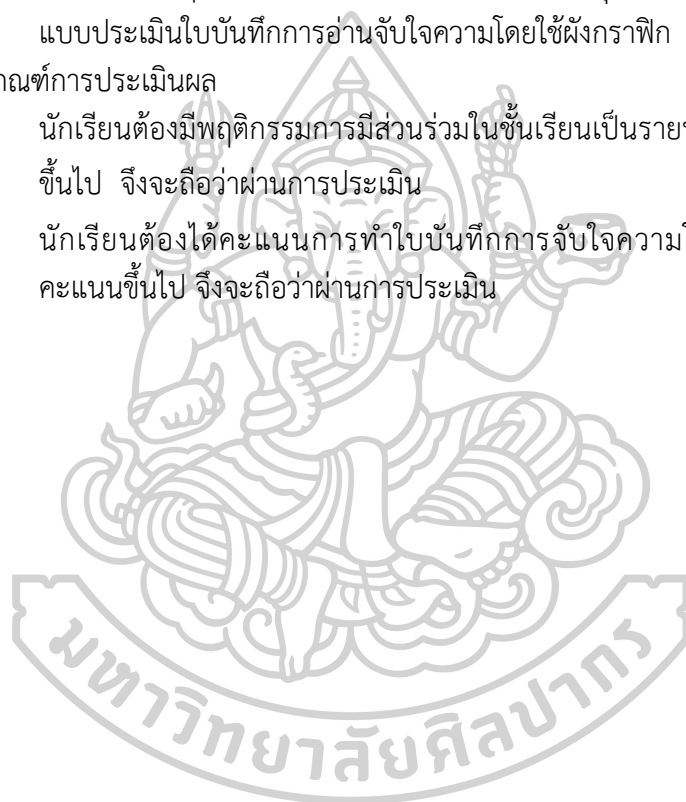 แบบประเมินใบบันทึกการอ่านจับใจความโดยใช้ผังกราฟิก
ณฑ์การประเมินผล
นักเรียนต้องมีพฤติกรรมการมีส่วนร่วมในชั้นเรียนเป็นราย
ขึ้นไป จึงจะถือว่าผ่านการประเมิน
นักเรียนต้องได้คะแนนการทำใบบันทึกการจับใจความ
คะแนนขึ้นไป จึงจะถือว่าผ่านการประเมิน
มหาวิทยาลัยศิลปากร